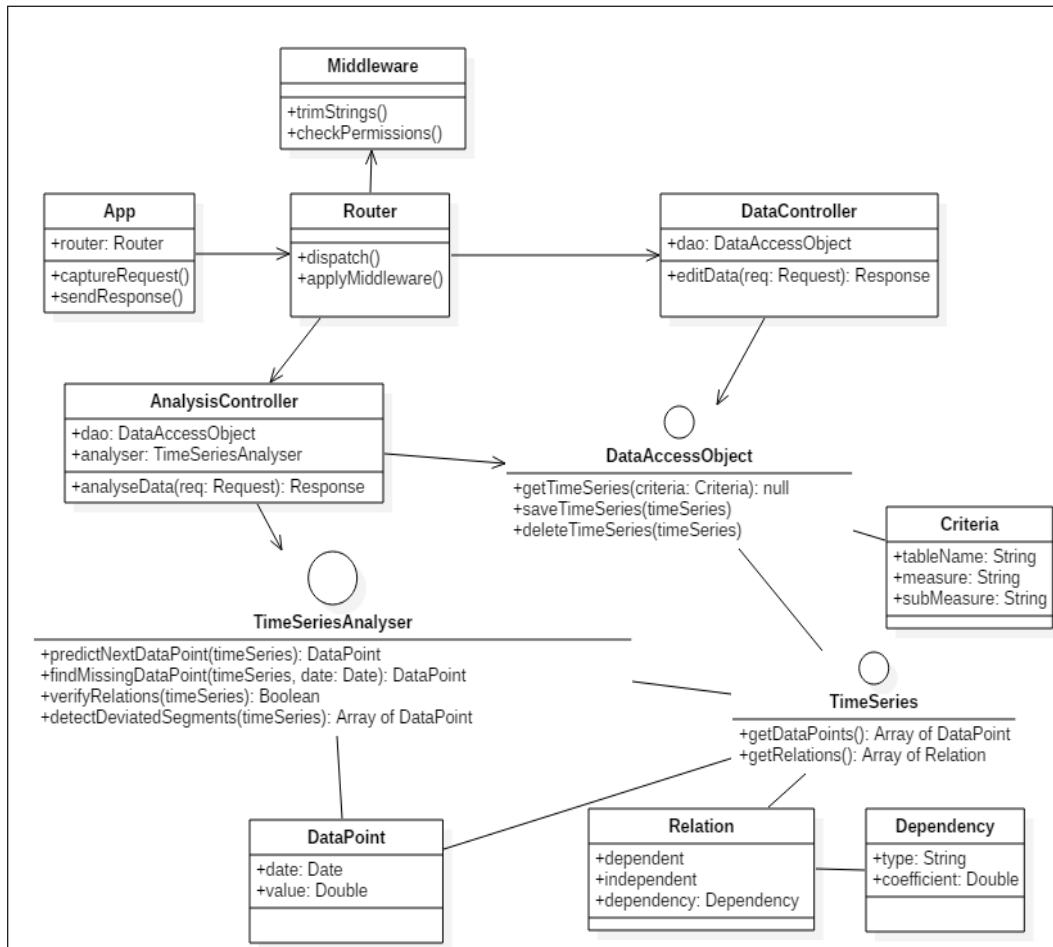 Middleware
+trimStrings()
+checkPermissions()
App
+router: Router
+captureRequest()
+sendResponse()
Router
+dispatch()
+applyMiddleware()
DataController
+dao: DataAccessObject
+editData(req: Request): Response
AnalysisController
+dao: DataAccessObject
+analyser: TimeSeriesAnalyser
+analyseData(req: Request): Response
DataAccessObject
+getTimeSeries(criteria: Criteria): null
+saveTimeSeries(timeSeries)
+deleteTimeSeries(timeSeries)
Criteria
+tableName: String
+measure: String
+subMeasure: String
TimeSeriesAnalyser
+predictNextDataPoint(timeSeries): DataPoint
+findMissingDataPoint(timeSeries, date: Date): DataPoint
+verifyRelations(timeSeries): Boolean
+detectDeviatedSegments(timeSeries): Array of DataPoint
TimeSeries
+getDataPoints(): Array of DataPoint
+getRelations(): Array of Relation
DataPoint
+date: Date
+value: Double
Relation
+dependent
+independent
+dependency: Dependency
Dependency
+type: String
+coefficient: Double